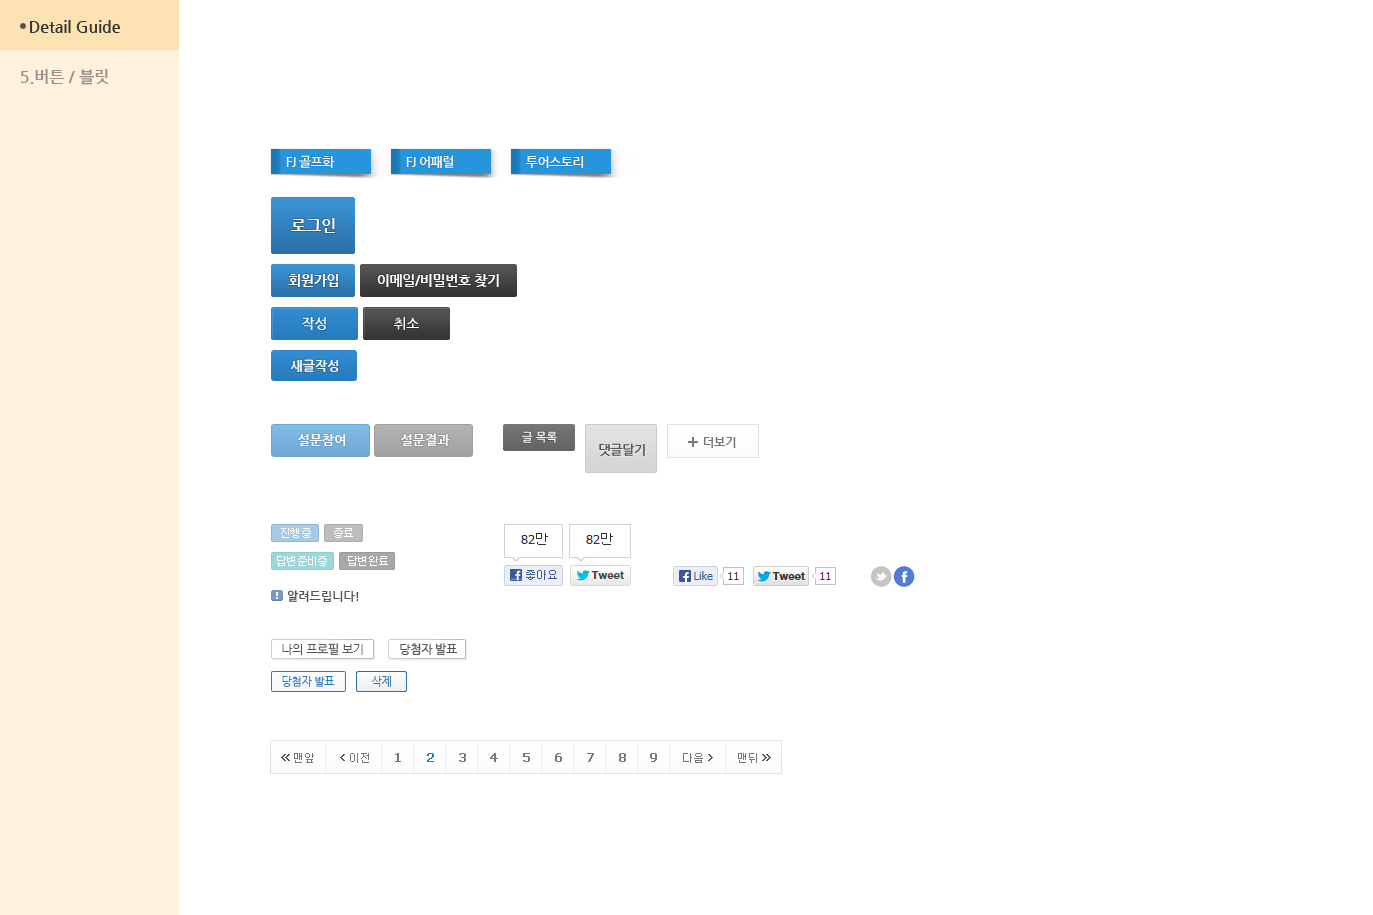 Detail Guide
5.버튼 / 블릿
FJ 골프화 FJ 어패럴 투어스토리
로그인
회원가입 이메일/비밀번호 찾기
작성 취소
새글작성
설문참여 설문결과 글 목록 댓글달기 + 더보기
진행중 종료
82만 82만
답변준비중 답변완료
좋아요 Tweet Like 11 Tweet 11
알려드립니다!
나의 프로필 보기 당첨자 발표
당첨자 발표 삭제
« 맨앞 < 이전 1 2 3 4 5 6 7 8 9 다음 > 맨뒤 »